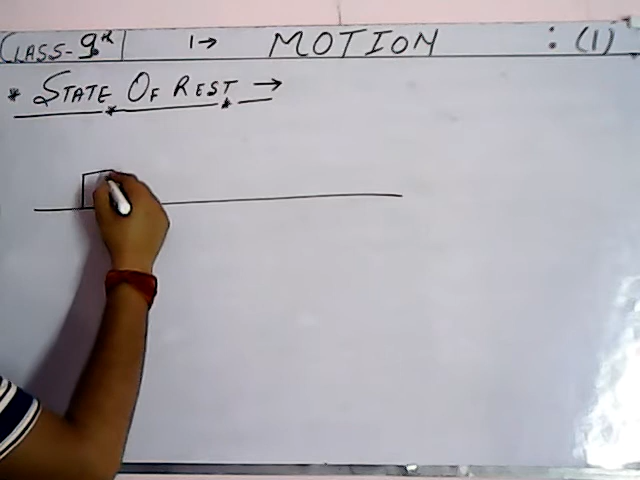 CLASS-9th 1→ MOTION : (1)
* STATE OF REST →